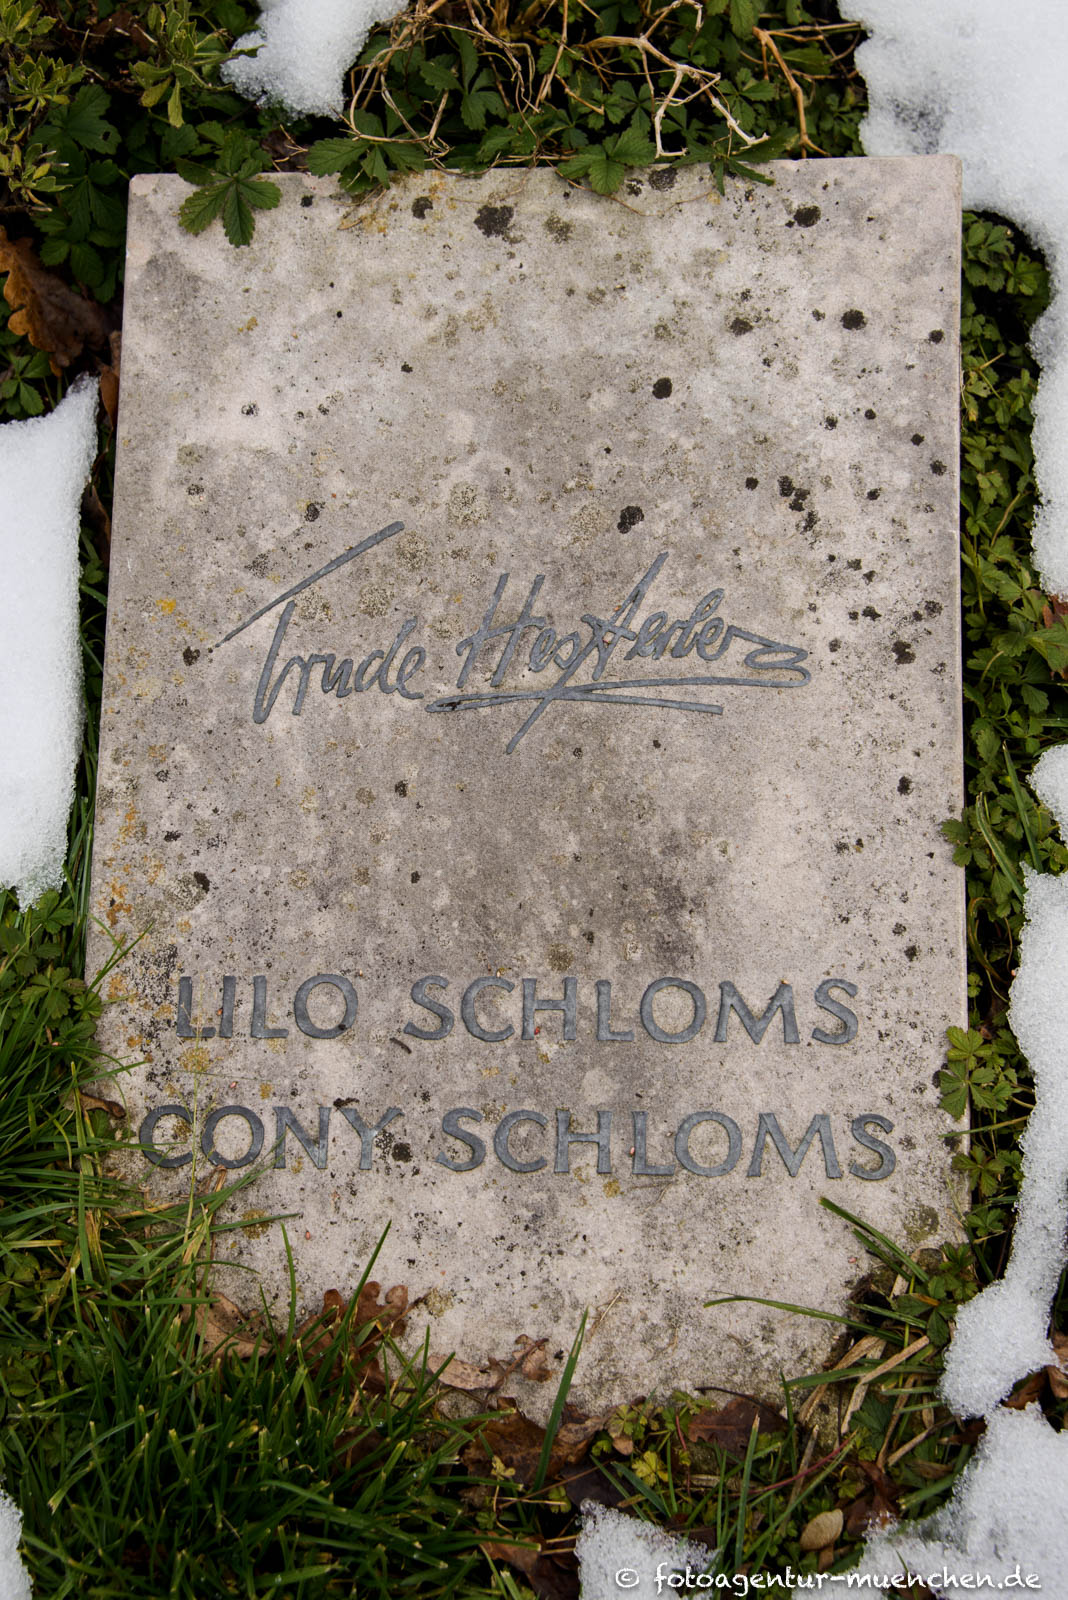 Trude Hesterberg
LILO SCHLOMS
CONY SCHLOMS
© fotoagentur-muenchen.de